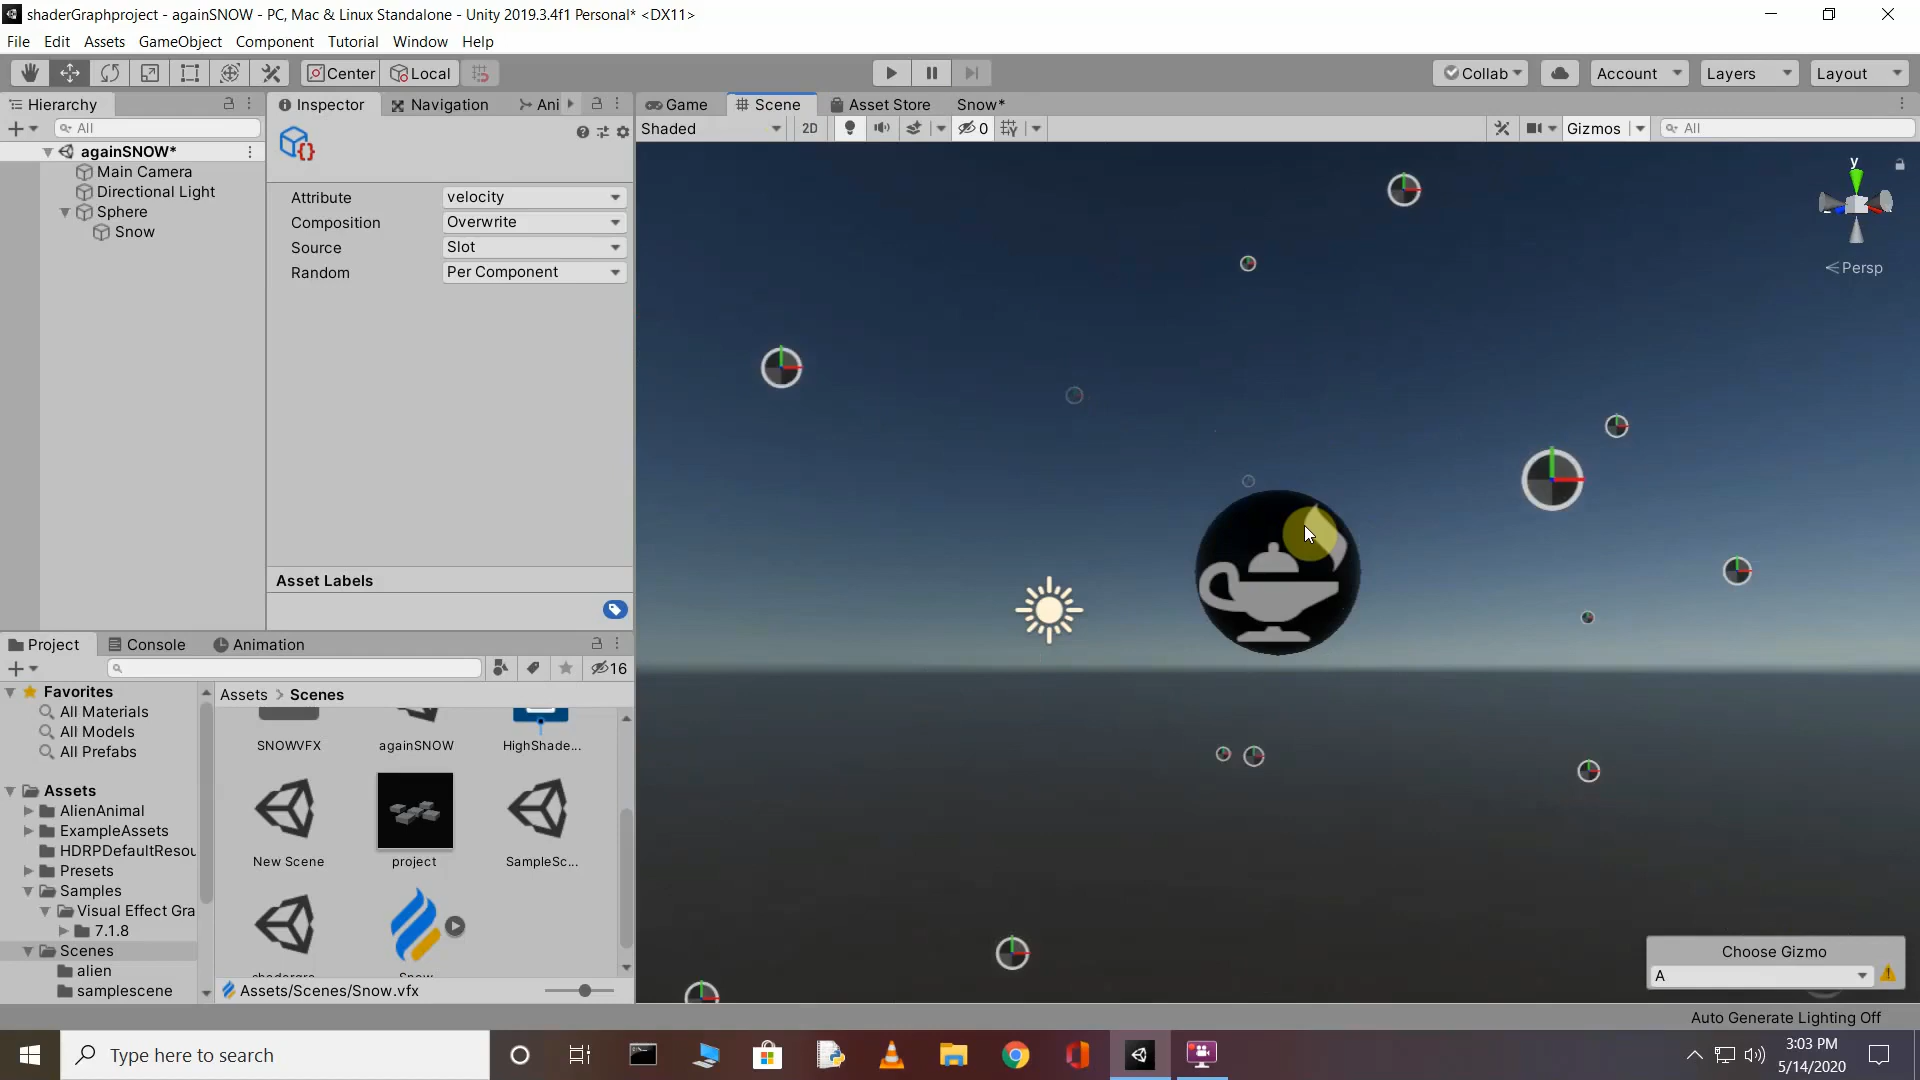 shaderGraphproject - againSNOW - PC, Mac & Linux Standalone - Unity 2019.3.4f1 Personal* <DX11>
File Edit Assets GameObject Component Tutorial Window Help
Center Local Collab Account Layers Layout
Hierarchy
All
againSNOW*
Main Camera
Directional Light
Sphere
Snow
Inspector Navigation Ani
Attribute velocity
Composition Overwrite
Source Slot
Random Per Component
Asset Labels
Game Scene Asset Store Snow*
Shaded 2D 0 Gizmos All
y
Persp
Choose Gizmo
A
Project Console Animation
16
Favorites
All Materials
All Models
All Prefabs
Assets
AlienAnimal
ExampleAssets
HDRPDefaultResou
Presets
Samples
Visual Effect Gra
7.1.8
Scenes
alien
samplescene
Assets > Scenes
SNOWVFX againSNOW HighShade...
New Scene project SampleSc...
Assets/Scenes/Snow.vfx
Auto Generate Lighting Off
Type here to search
3:03 PM
5/14/2020